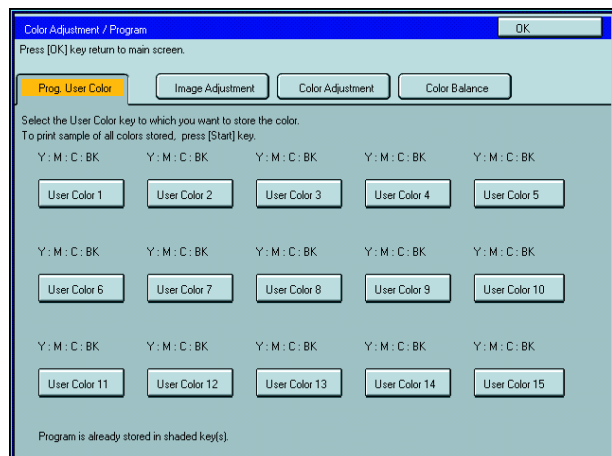 Color Adjustment / Program OK
Press [OK] key return to main screen.
Prog. User Color Image Adjustment Color Adjustment Color Balance
Select the User Color key to which you want to store the color.
To print sample of all colors stored, press [Start] key.
Y : M : C : BK Y : M : C : BK Y : M : C : BK Y : M : C : BK Y : M : C : BK
User Color 1 User Color 2 User Color 3 User Color 4 User Color 5
Y : M : C : BK Y : M : C : BK Y : M : C : BK Y : M : C : BK Y : M : C : BK
User Color 6 User Color 7 User Color 8 User Color 9 User Color 10
Y : M : C : BK Y : M : C : BK Y : M : C : BK Y : M : C : BK Y : M : C : BK
User Color 11 User Color 12 User Color 13 User Color 14 User Color 15
Program is already stored in shaded key(s).